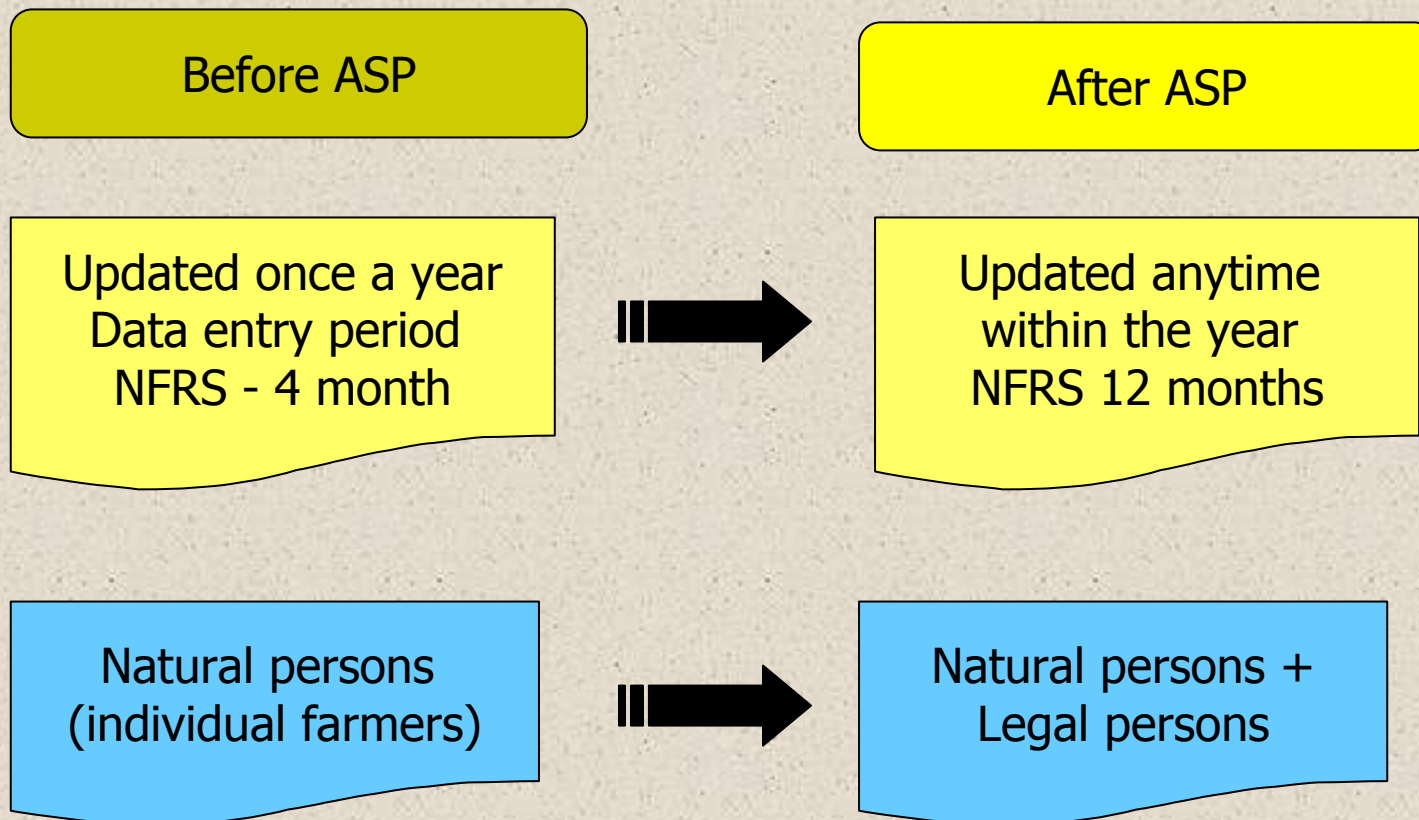 Before ASP
After ASP
Updated once a year
Data entry period
NFRS - 4 month
Updated anytime
within the year
NFRS 12 months
Natural persons
(individual farmers)
Natural persons +
Legal persons